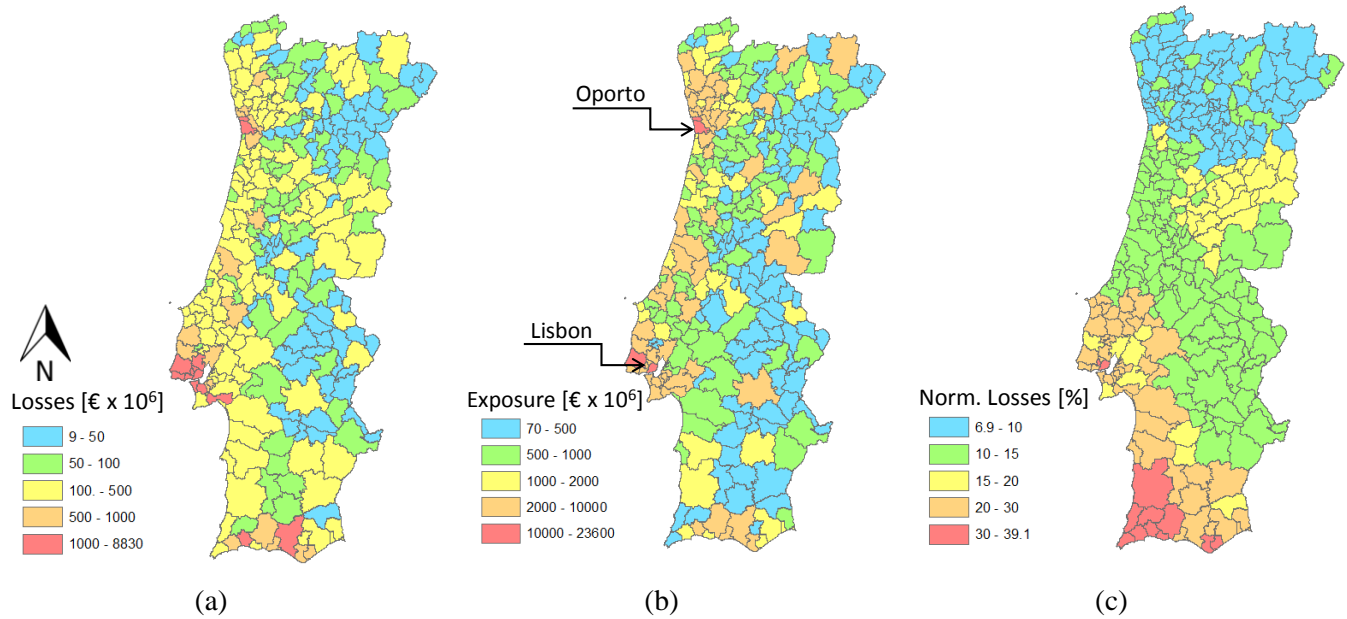 Oporto
Lisbon
N
Losses [€ x 10⁶]
9 - 50
50 - 100
100. - 500
500 - 1000
1000 - 8830
Exposure [€ x 10⁶]
70 - 500
500 - 1000
1000 - 2000
2000 - 10000
10000 - 23600
Norm. Losses [%]
6.9 - 10
10 - 15
15 - 20
20 - 30
30 - 39.1
(a)
(b)
(c)